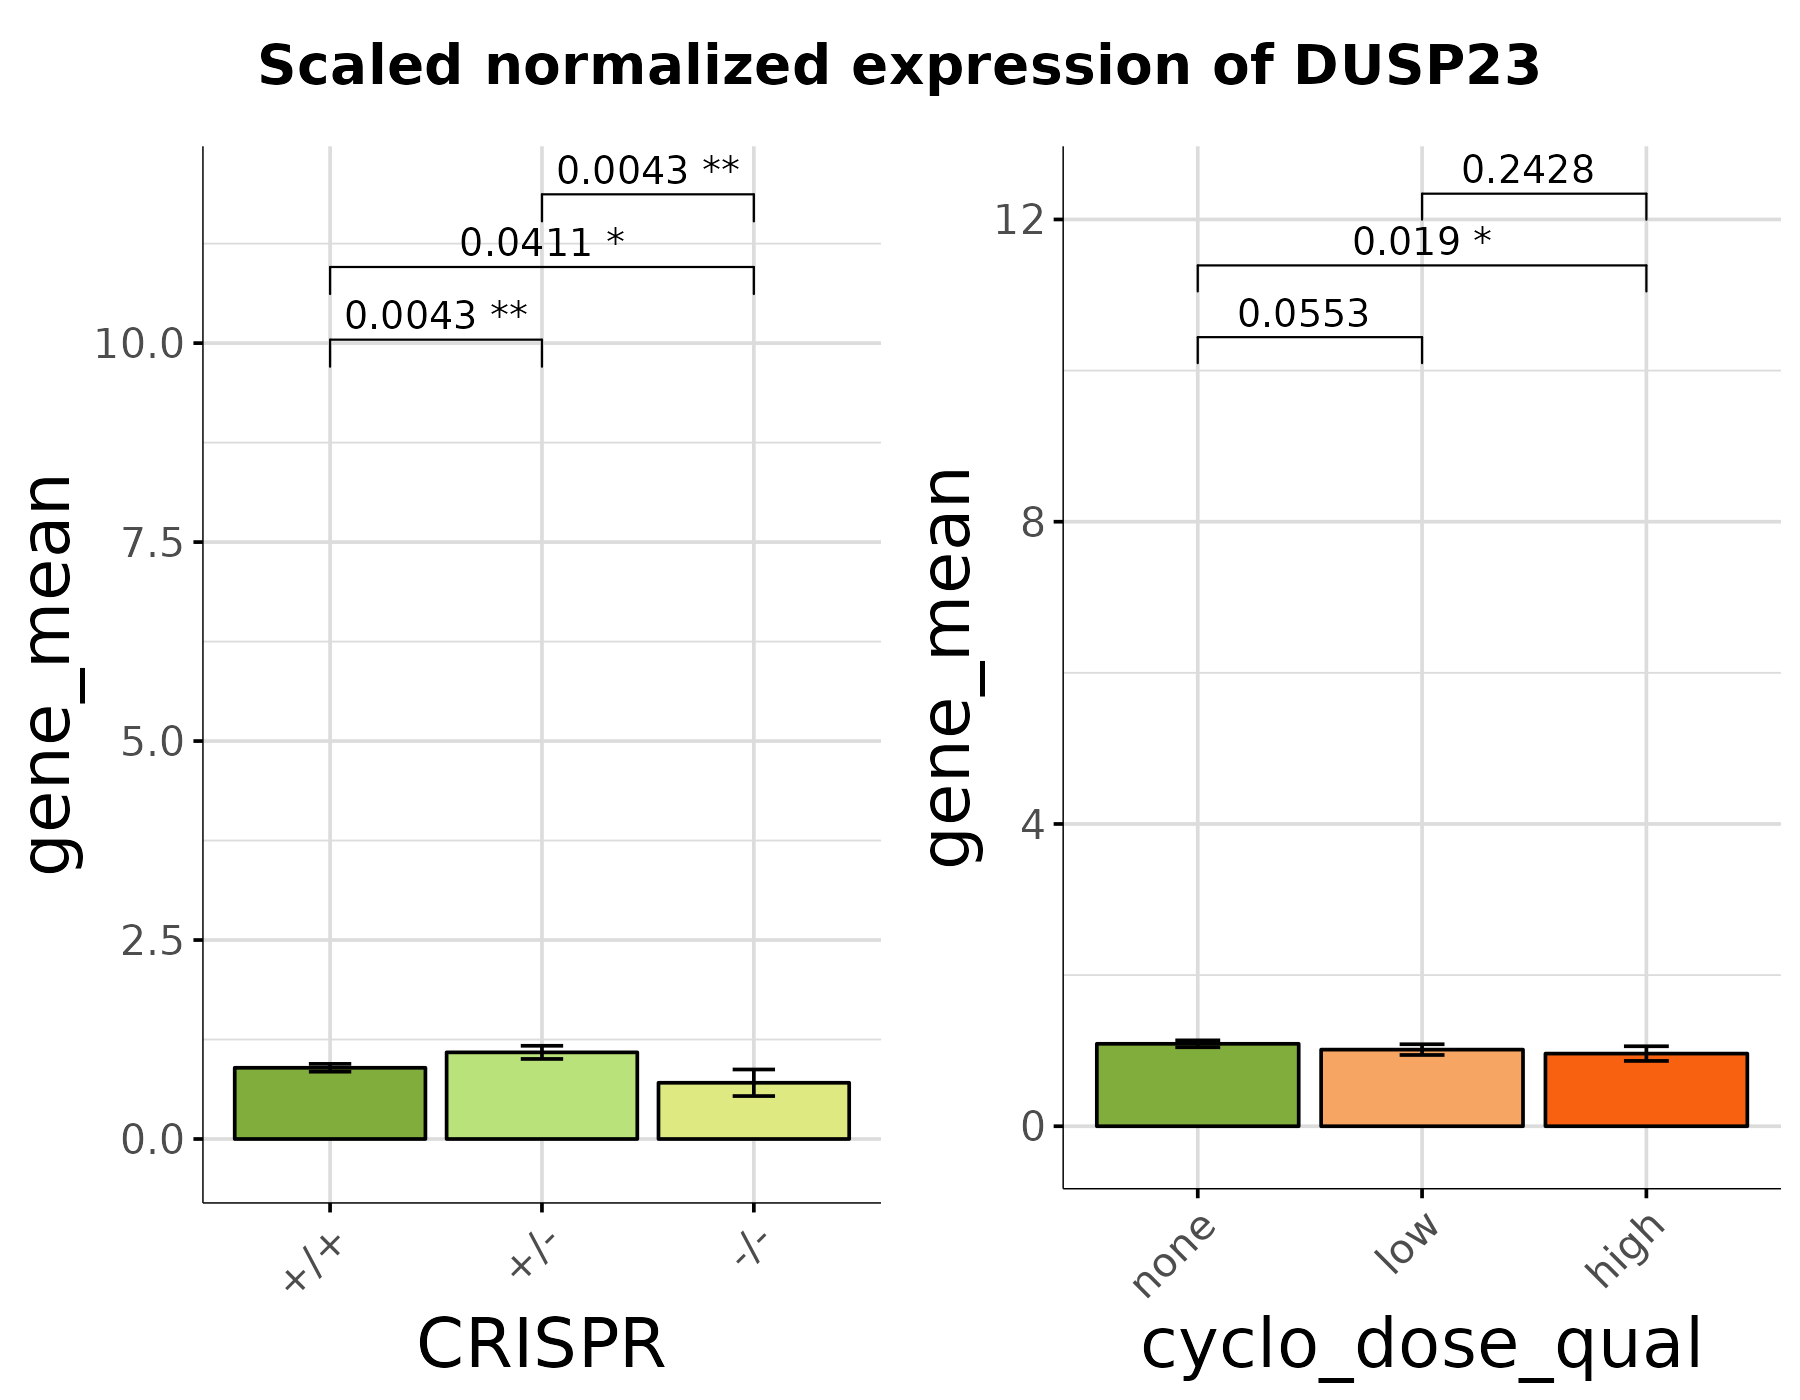 Scaled normalized expression of DUSP23
0.0043 **
0.0411 *
0.0043 **
10.0
7.5
5.0
2.5
0.0
gene_mean
+/+
+/-
-/-
CRISPR
0.2428
0.019 *
0.0553
12
8
4
0
gene_mean
none
low
high
cyclo_dose_qual